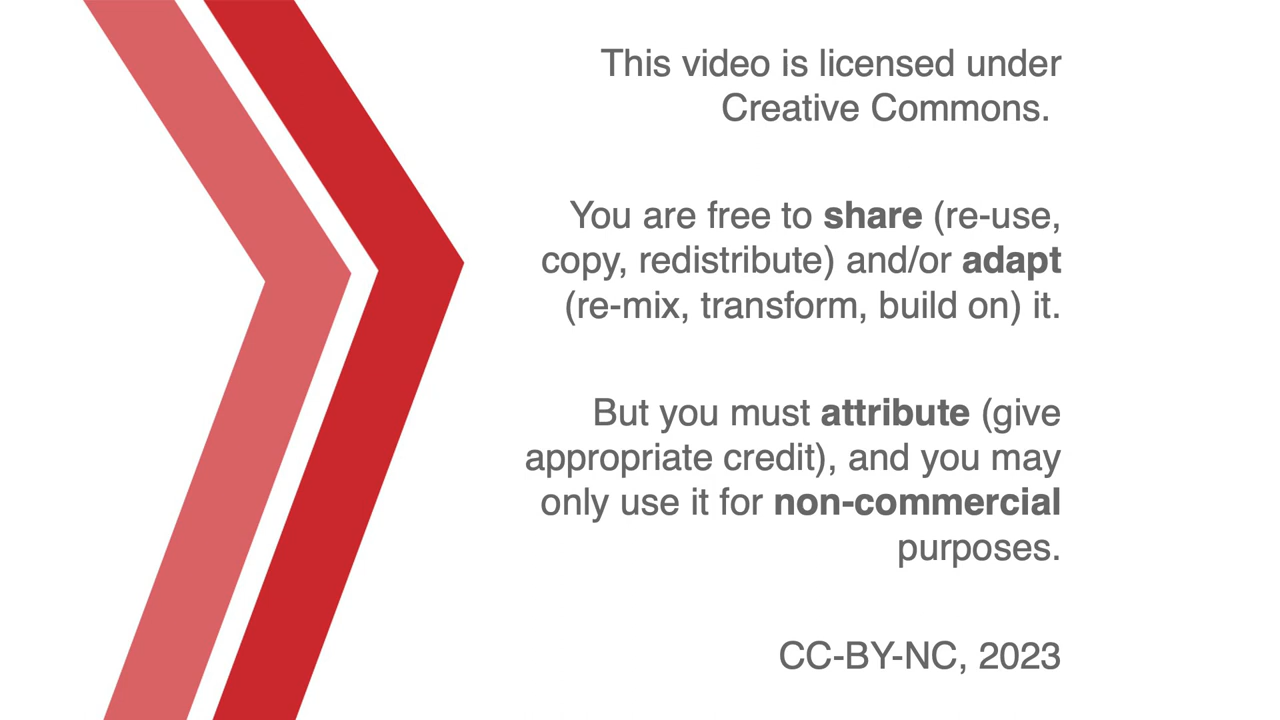 This video is licensed under
Creative Commons.
You are free to share (re-use,
copy, redistribute) and/or adapt
(re-mix, transform, build on) it.
But you must attribute (give
appropriate credit), and you may
only use it for non-commercial
purposes.
CC-BY-NC, 2023